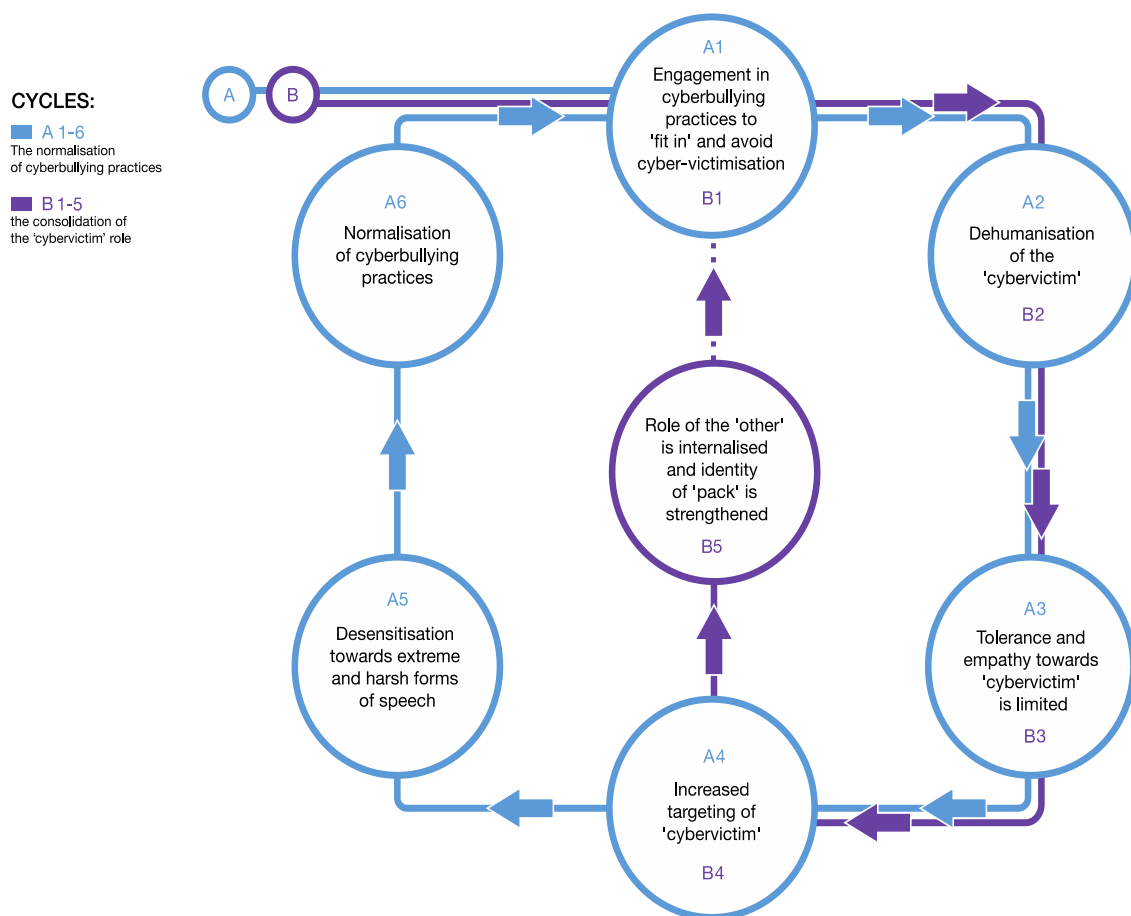 CYCLES:
A 1-6
The normalisation
of cyberbullying practices
B 1-5
the consolidation of
the 'cybervictim' role
A
B
A1
Engagement in
cyberbullying
practices to
'fit in' and avoid
cyber-victimisation
B1
A2
Dehumanisation
of the
'cybervictim'
B2
A3
Tolerance and
empathy towards
'cybervictim'
is limited
B3
A4
Increased
targeting of
'cybervictim'
B4
A5
Desensitisation
towards extreme
and harsh forms
of speech
A6
Normalisation
of cyberbullying
practices
Role of the 'other'
is internalised
and identity
of 'pack' is
strengthened
B5